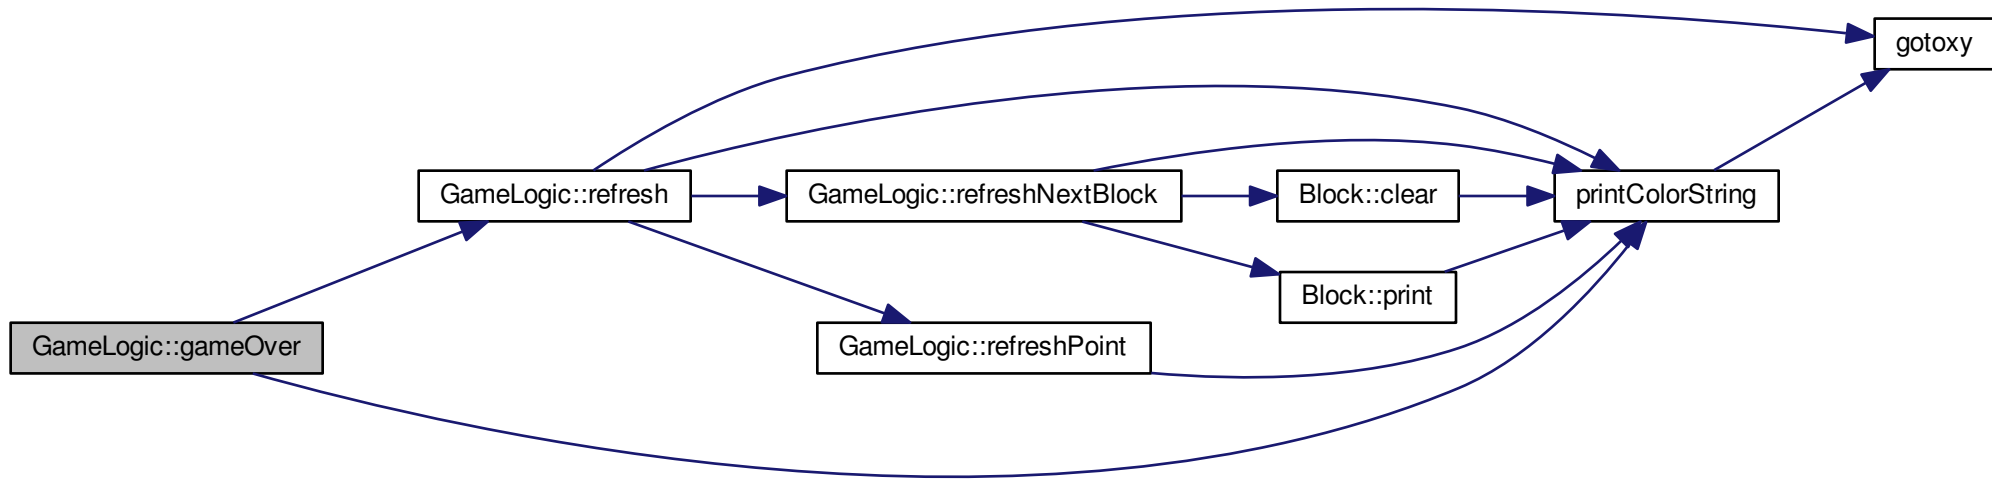 gotoxy
GameLogic::refresh
GameLogic::refreshNextBlock
Block::clear
printColorString
Block::print
GameLogic::gameOver
GameLogic::refreshPoint